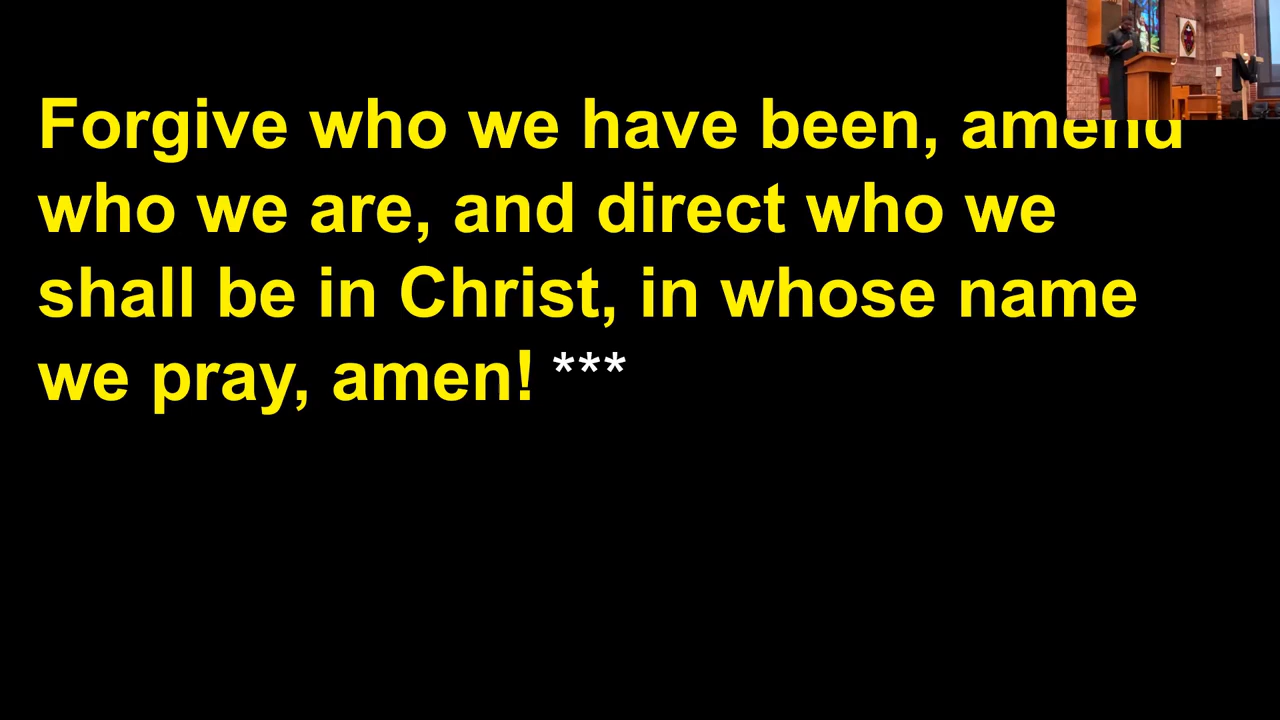 Forgive who we have been, amend
who we are, and direct who we
shall be in Christ, in whose name
we pray, amen! ***